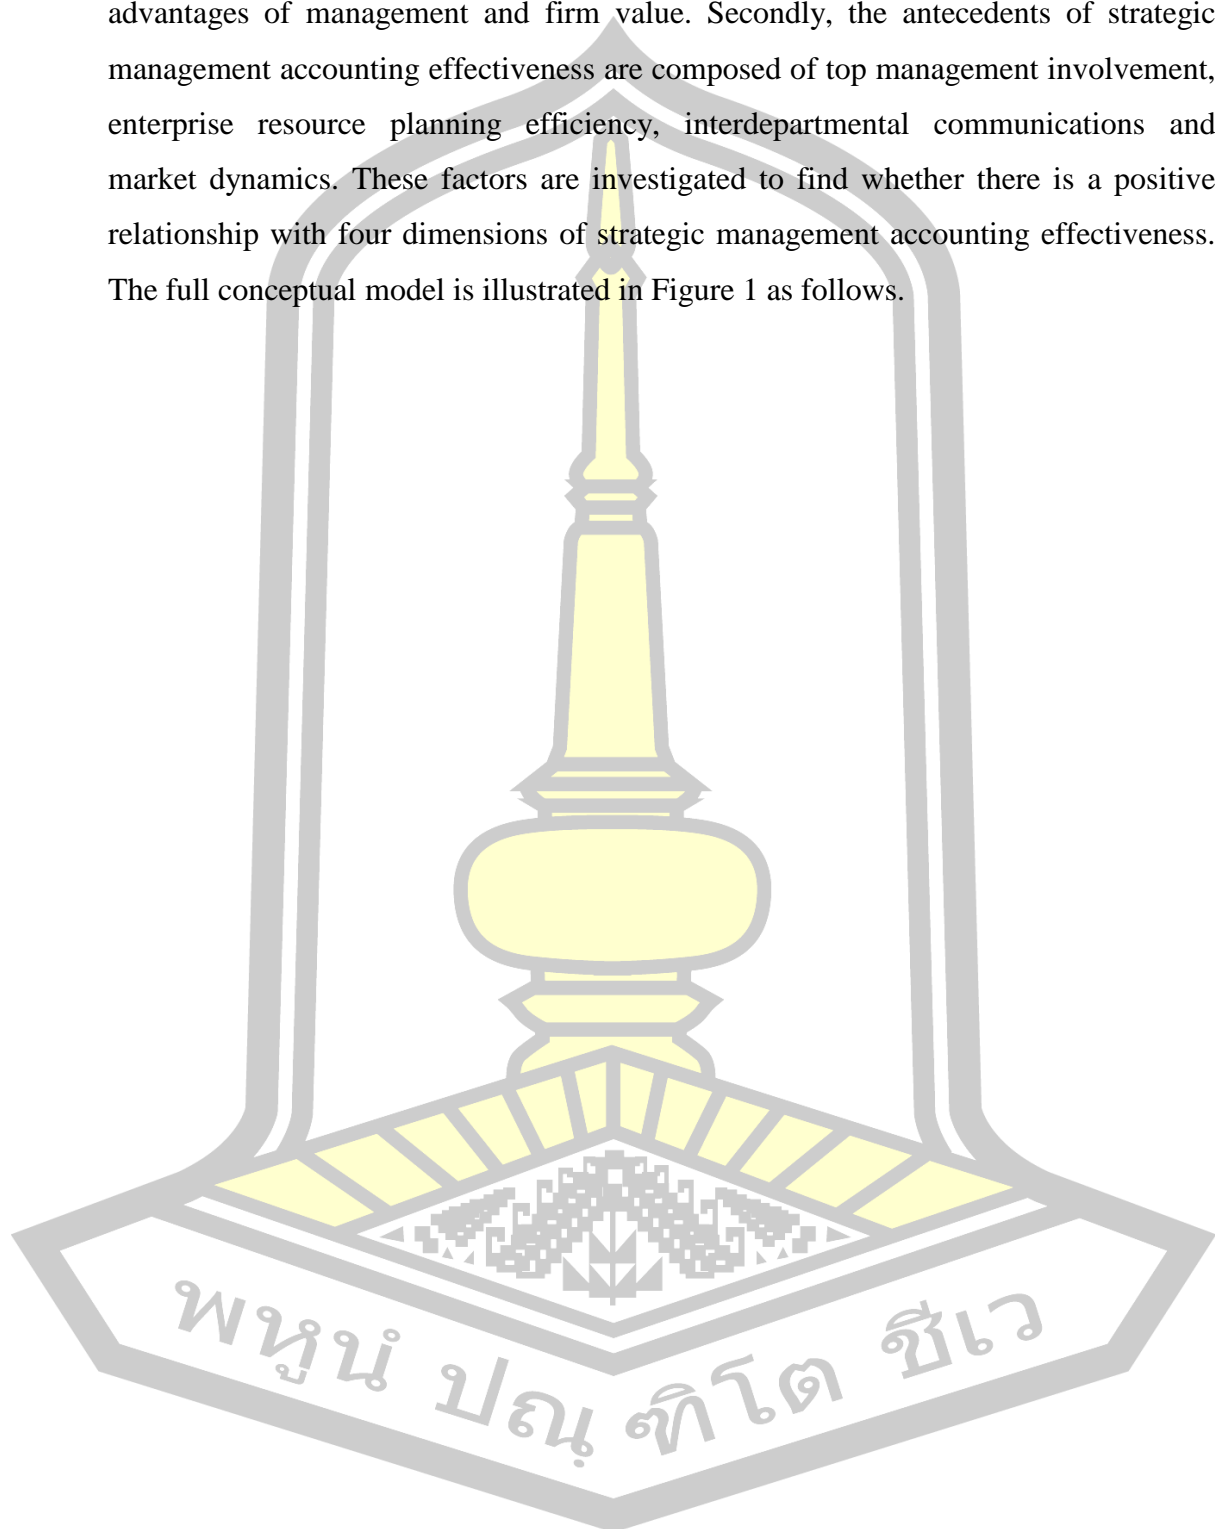 advantages of management and firm value. Secondly, the antecedents of strategic
management accounting effectiveness are composed of top management involvement,
enterprise resource planning efficiency, interdepartmental communications and
market dynamics. These factors are investigated to find whether there is a positive
relationship with four dimensions of strategic management accounting effectiveness.
The full conceptual model is illustrated in Figure 1 as follows.
พหูนํ ปณฺฑิโต ชีเว